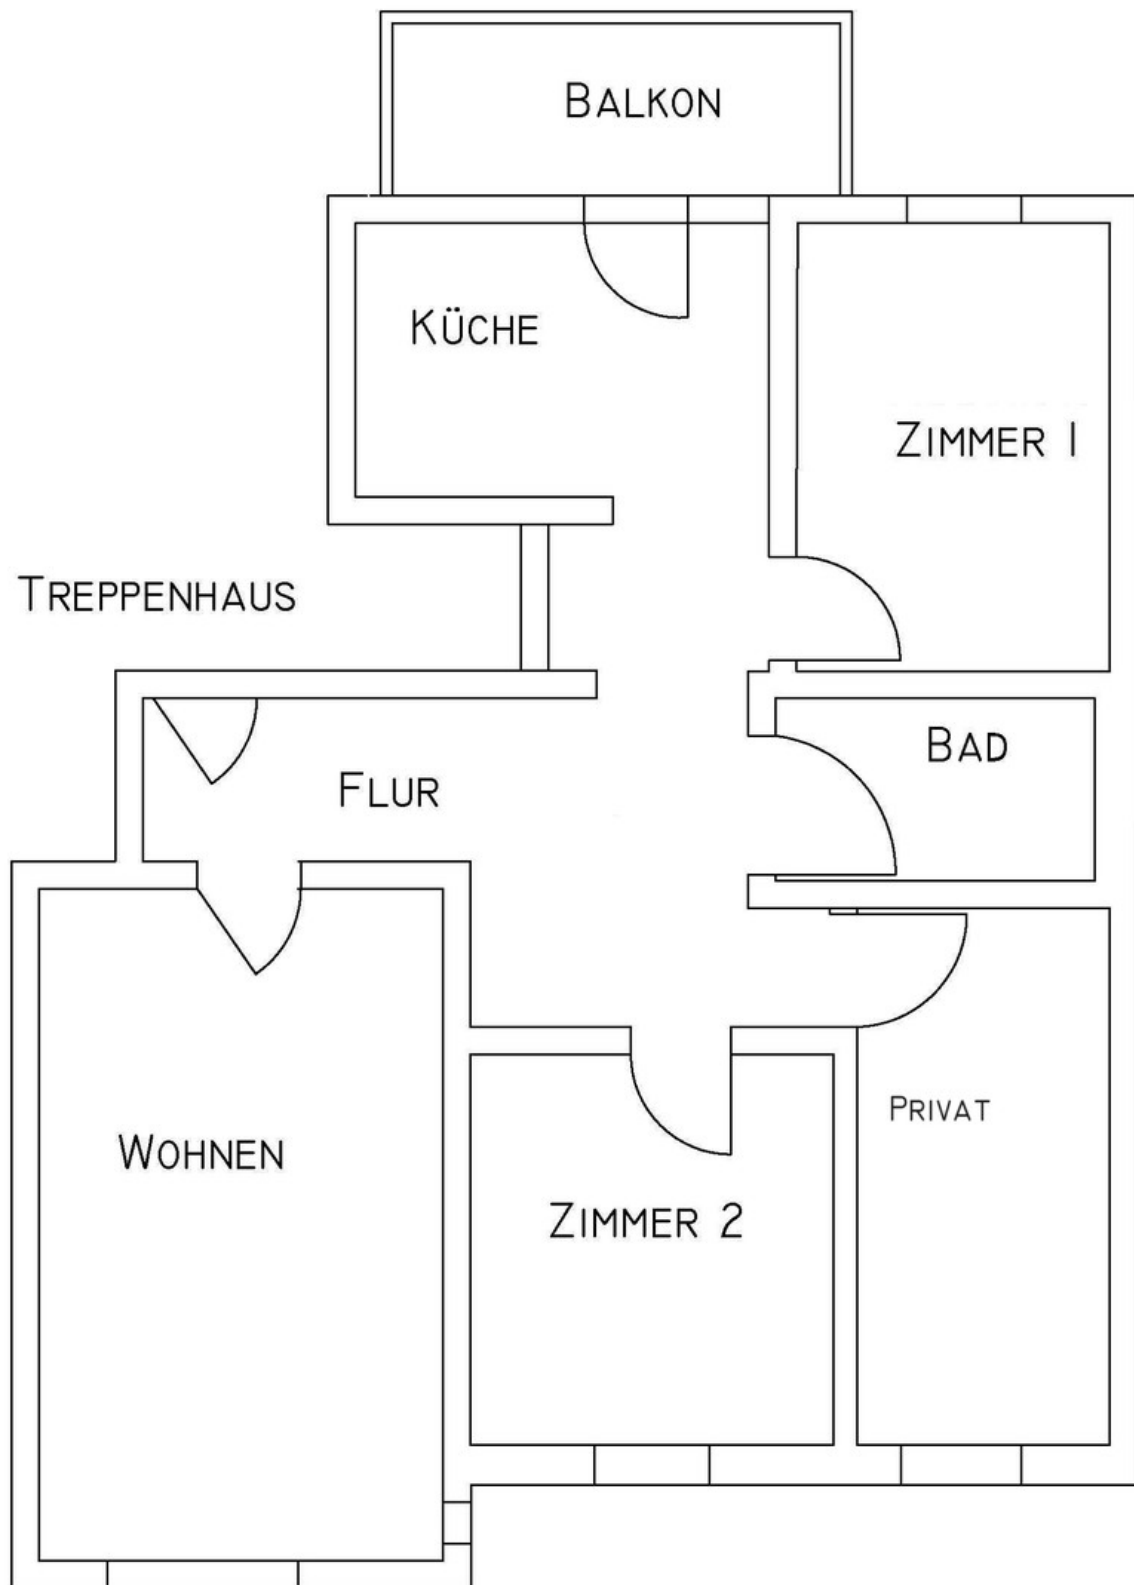 BALKON
KÜCHE
ZIMMER 1
TREPPENHAUS
BAD
FLUR
PRIVAT
WOHNEN
ZIMMER 2